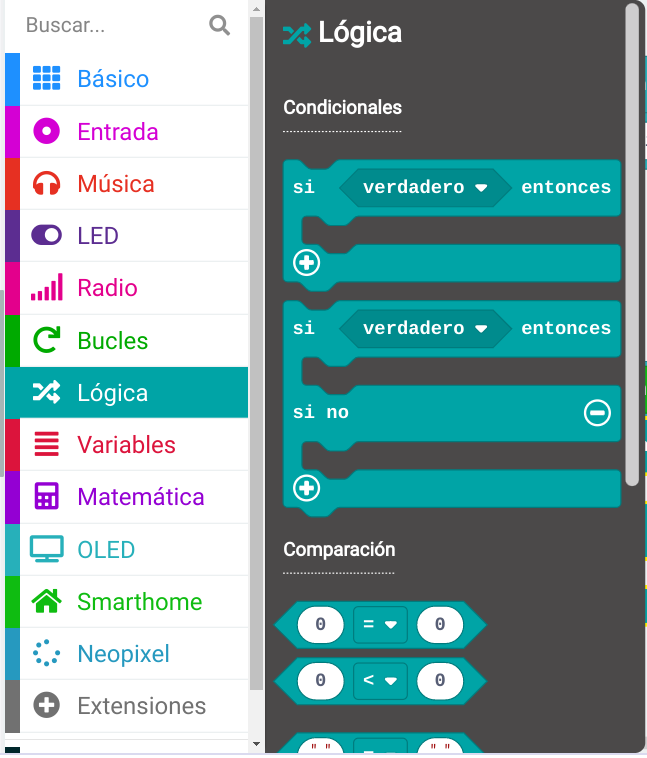 Buscar...
Básico
Entrada
Música
LED
Radio
Bucles
Lógica
Variables
Matemática
OLED
Smarthome
Neopixel
Extensiones
Lógica
Condicionales
si verdadero entonces
si verdadero entonces
si no
Comparación
0 = 0
0 < 0
" " = " "